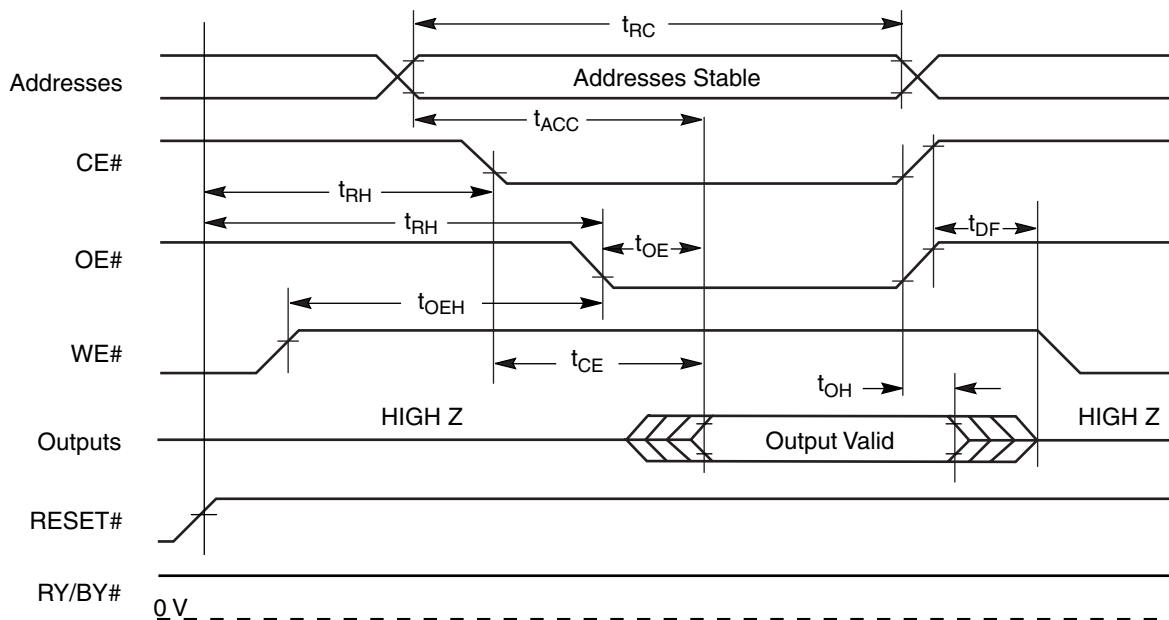 tRC
Addresses
Addresses Stable
tACC
CE#
tRH
tRH
tOE
tDF
OE#
tOEH
WE#
tCE
tOH
HIGH Z
HIGH Z
Outputs
Output Valid
RESET#
RY/BY#
0 V